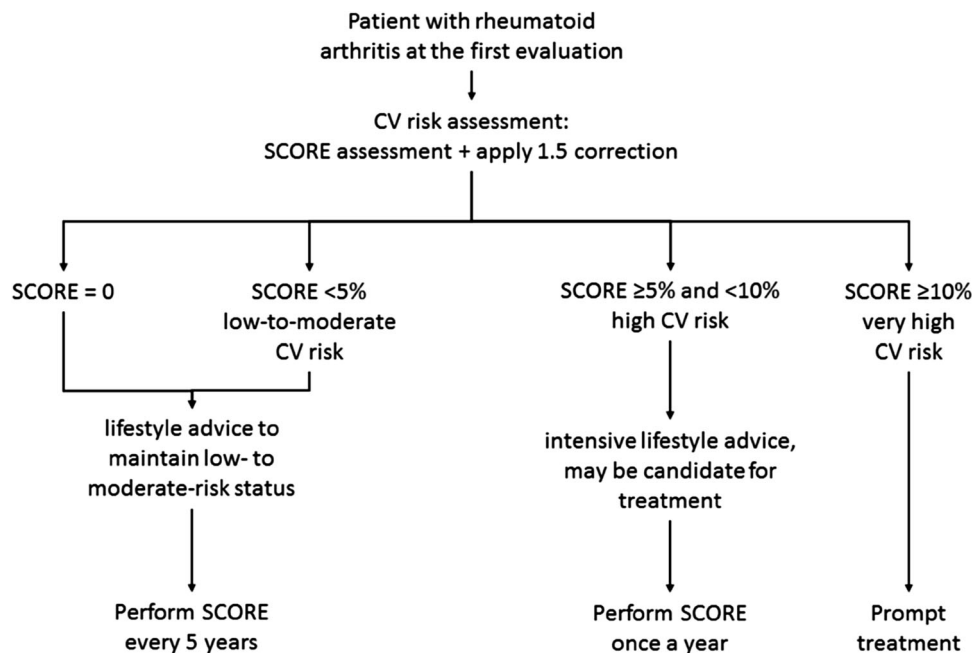 Patient with rheumatoid
arthritis at the first evaluation
CV risk assessment:
SCORE assessment + apply 1.5 correction
SCORE = 0
SCORE <5%
low-to-moderate
CV risk
SCORE ≥5% and <10%
high CV risk
SCORE ≥10%
very high
CV risk
lifestyle advice to
maintain low- to
moderate-risk status
intensive lifestyle advice,
may be candidate for
treatment
Perform SCORE
every 5 years
Perform SCORE
once a year
Prompt
treatment